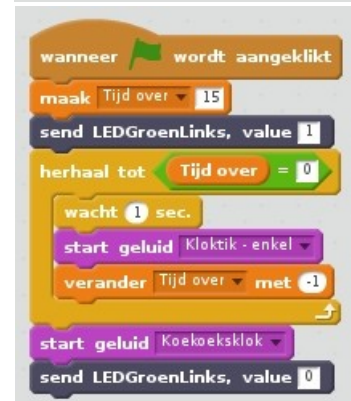 wanneer wordt aangeklikt
maak Tijd over 15
send LEDGroenLinks, value 1
herhaal tot Tijd over = 0
wacht 1 sec.
start geluid Kloktik - enkel
verander Tijd over met -1
start geluid Koekoeksklok
send LEDGroenLinks, value 0